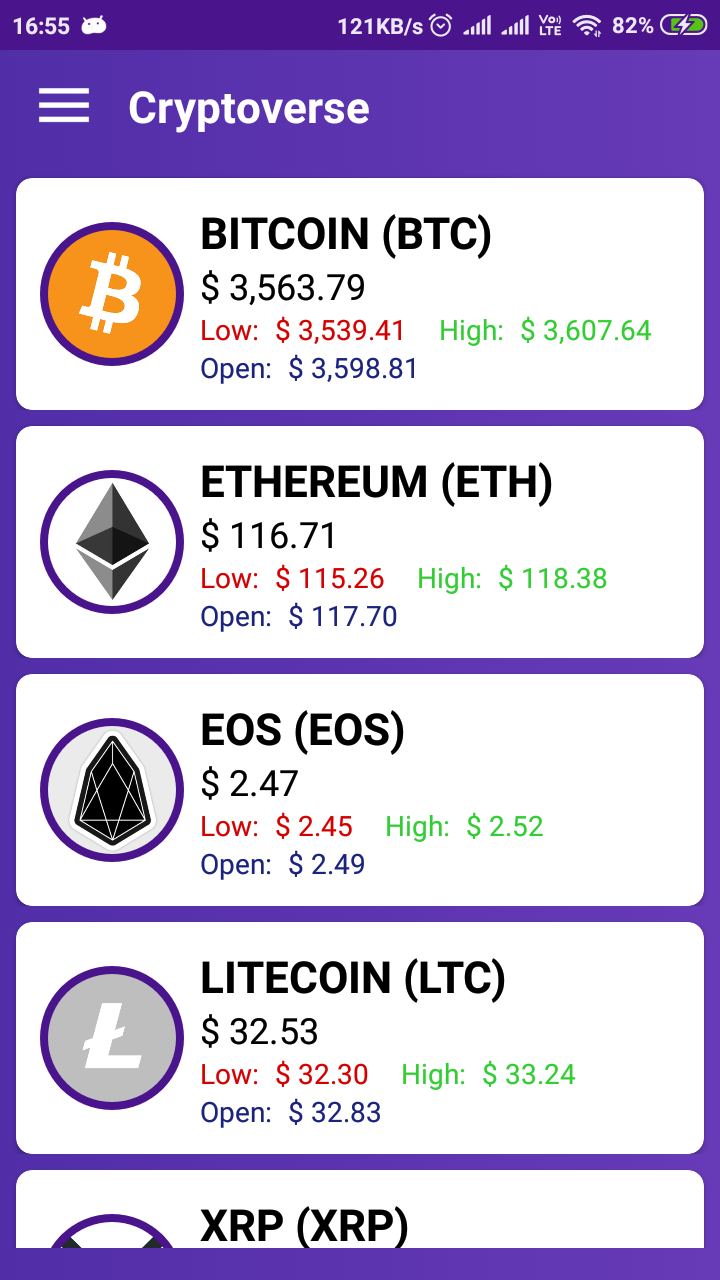 16:55 121KB/s Vo) LTE 82%
Cryptoverse
BITCOIN (BTC)
$ 3,563.79
Low: $ 3,539.41 High: $ 3,607.64
Open: $ 3,598.81
ETHEREUM (ETH)
$ 116.71
Low: $ 115.26 High: $ 118.38
Open: $ 117.70
EOS (EOS)
$ 2.47
Low: $ 2.45 High: $ 2.52
Open: $ 2.49
LITECOIN (LTC)
$ 32.53
Low: $ 32.30 High: $ 33.24
Open: $ 32.83
XRP (XRP)